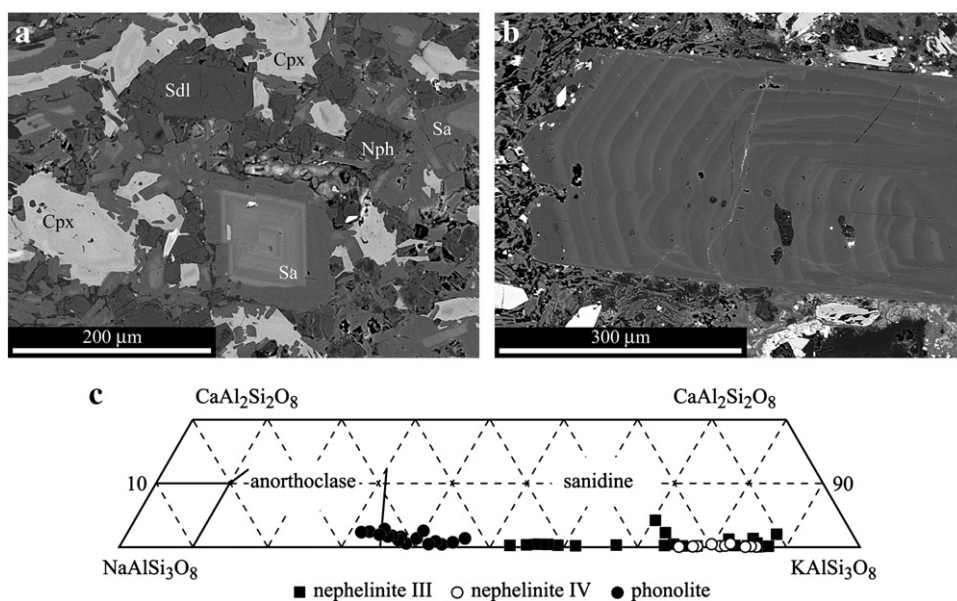 a
Cpx
Sdl
Sa
Nph
Cpx
Sa
200 µm
b
300 µm
c
CaAl₂Si₂O₈ CaAl₂Si₂O₈
10 anorthoclase sanidine 90
NaAlSi₃O₈ KAlSi₃O₈
■ nephelinite III ○ nephelinite IV ● phonolite